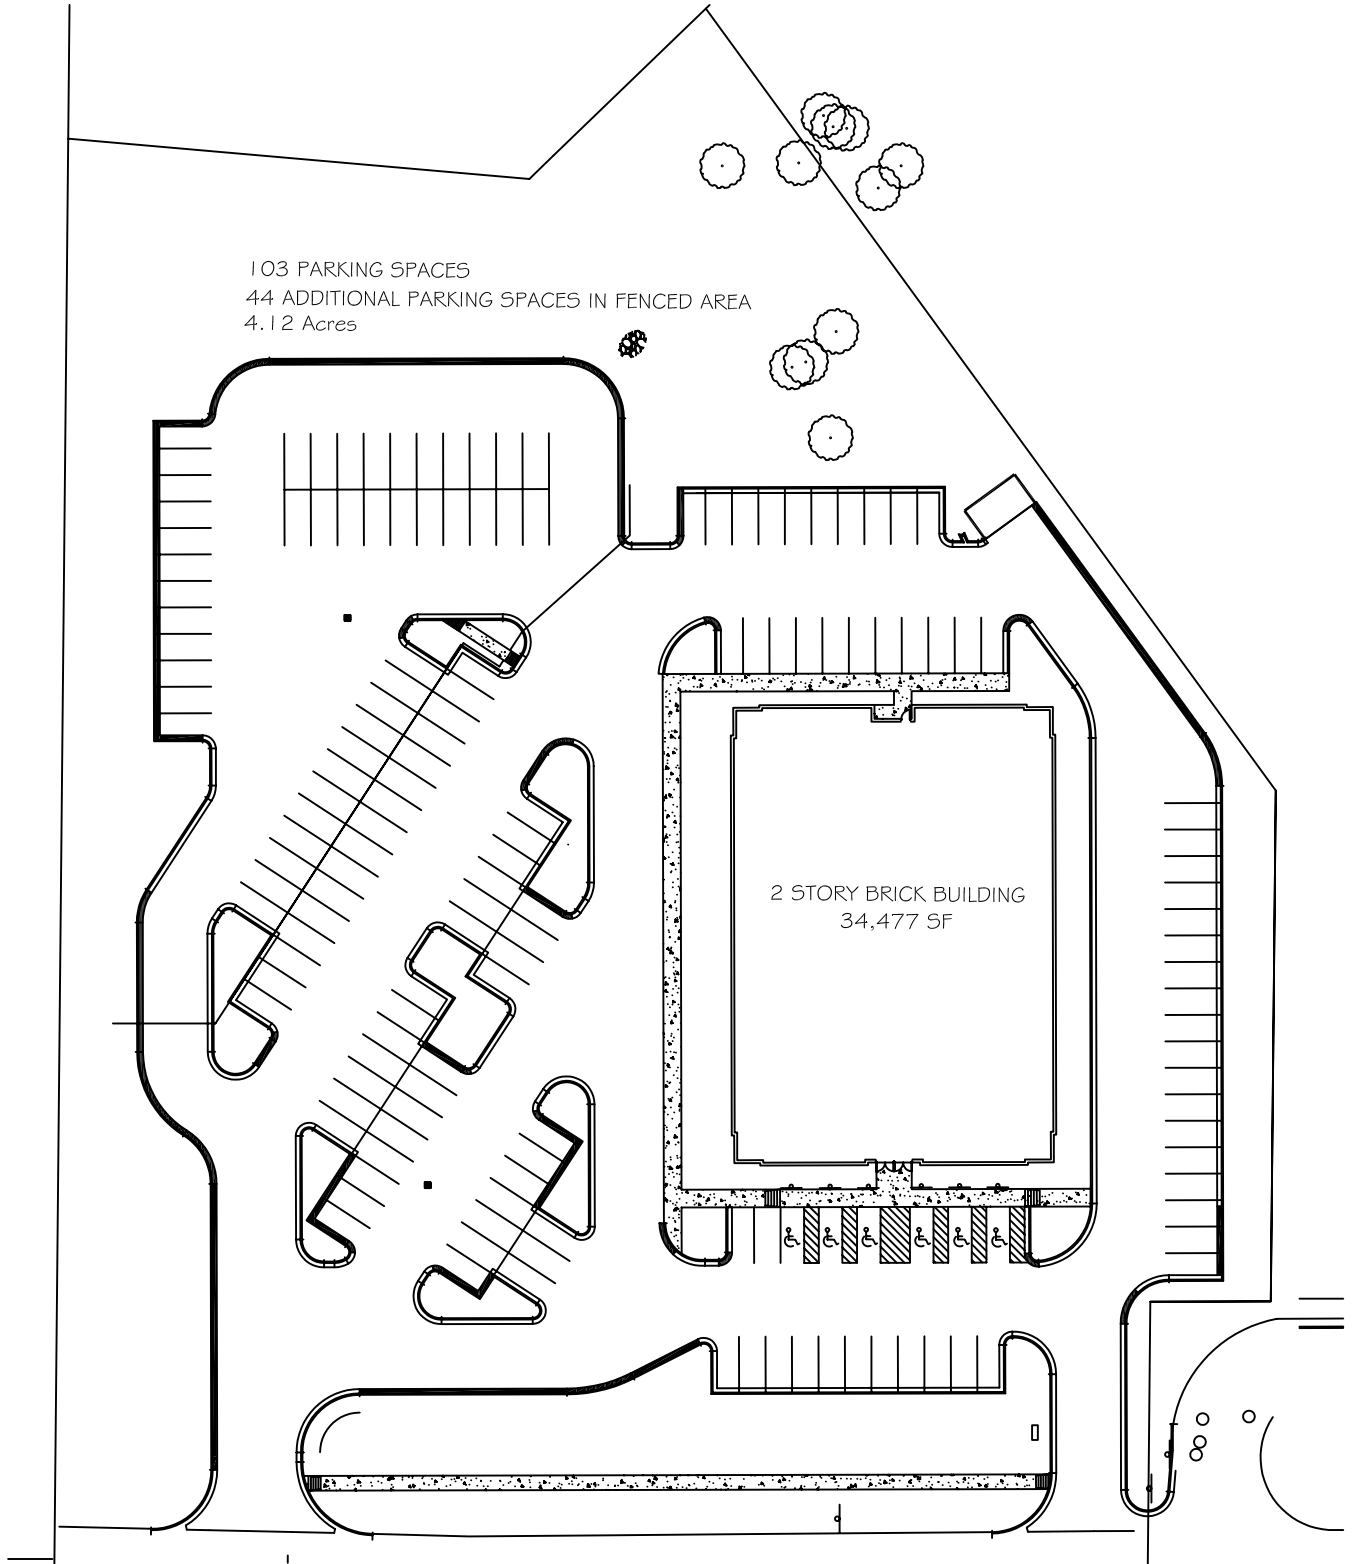 103 PARKING SPACES
44 ADDITIONAL PARKING SPACES IN FENCED AREA
4.12 Acres
2 STORY BRICK BUILDING
34,477 SF